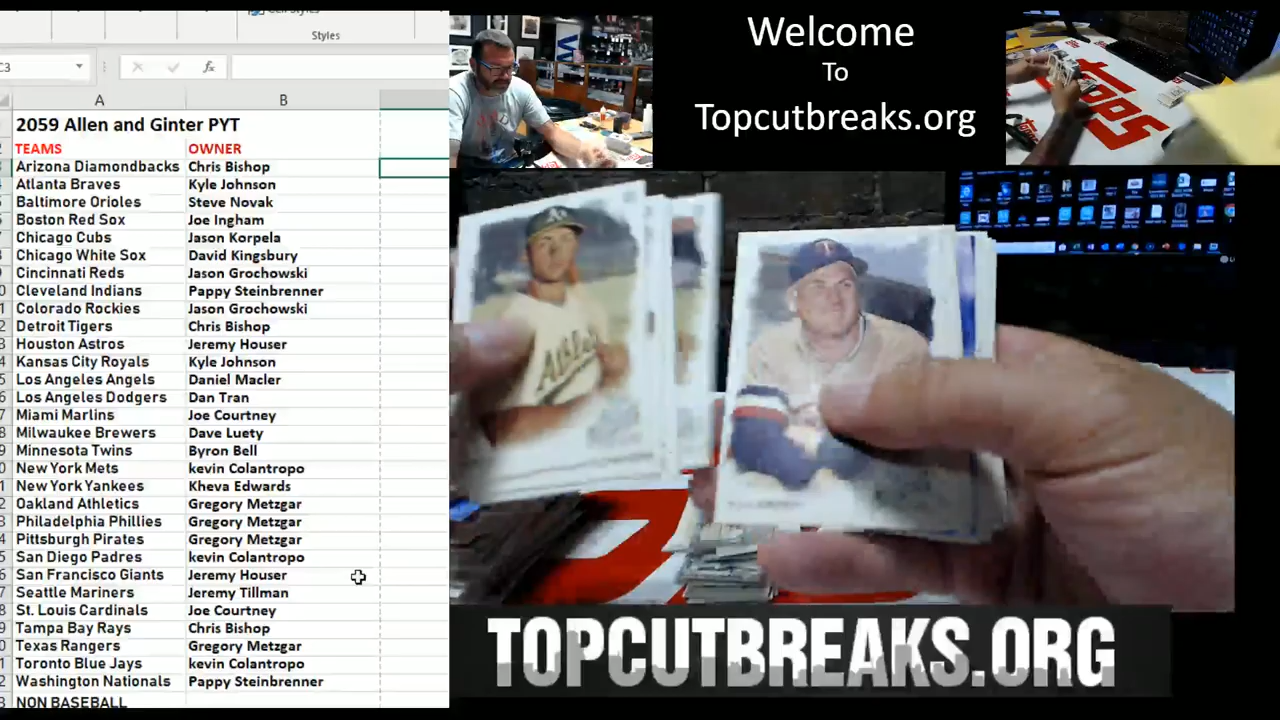 Styles
C3
fx
A B
2059 Allen and Ginter PYT
TEAMS OWNER
Arizona Diamondbacks Chris Bishop
Atlanta Braves Kyle Johnson
Baltimore Orioles Steve Novak
Boston Red Sox Joe Ingham
Chicago Cubs Jason Korpela
Chicago White Sox David Kingsbury
Cincinnati Reds Jason Grochowski
Cleveland Indians Pappy Steinbrenner
Colorado Rockies Jason Grochowski
Detroit Tigers Chris Bishop
Houston Astros Jeremy Houser
Kansas City Royals Kyle Johnson
Los Angeles Angels Daniel Macler
Los Angeles Dodgers Dan Tran
Miami Marlins Joe Courtney
Milwaukee Brewers Dave Luety
Minnesota Twins Byron Bell
New York Mets kevin Colantropo
New York Yankees Kheva Edwards
Oakland Athletics Gregory Metzgar
Philadelphia Phillies Gregory Metzgar
Pittsburgh Pirates Gregory Metzgar
San Diego Padres kevin Colantropo
San Francisco Giants Jeremy Houser
Seattle Mariners Jeremy Tillman
St. Louis Cardinals Joe Courtney
Tampa Bay Rays Chris Bishop
Texas Rangers Gregory Metzgar
Toronto Blue Jays kevin Colantropo
Washington Nationals Pappy Steinbrenner
NON BASEBALL
Welcome
To
Topcutbreaks.org
Topps
TOPCUTBREAKS.ORG